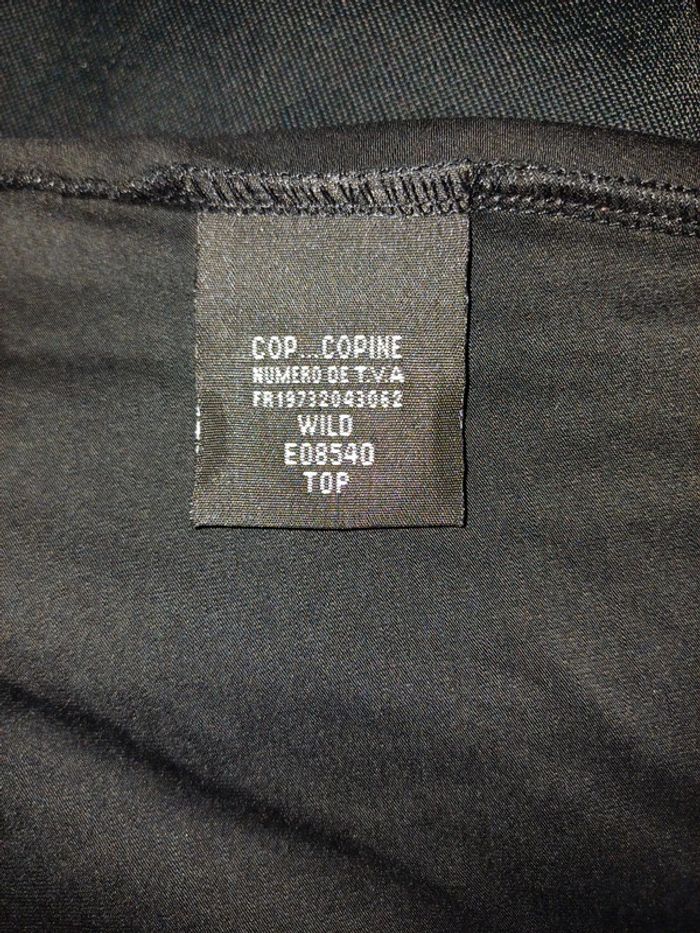 COP...COPINE
NUMERO DE T.V.A
FR19732043062
WILD
E08540
TOP